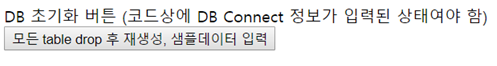 DB 초기화 버튼 (코드상에 DB Connect 정보가 입력된 상태여야 함)
모든 table drop 후 재생성, 샘플데이터 입력